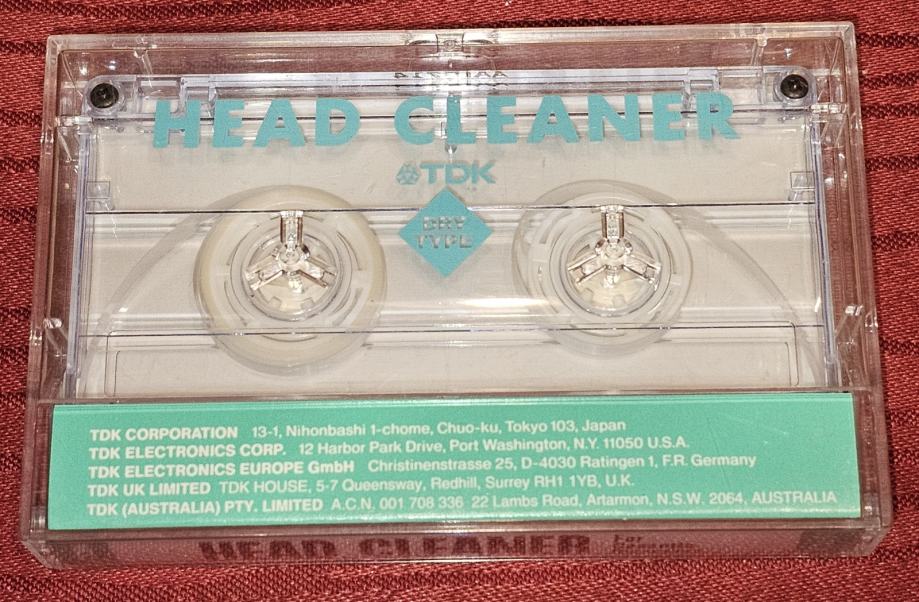 HEAD CLEANER
TDK
DRY
TYPE
TDK CORPORATION 13-1, Nihonbashi 1-chome, Chuo-ku, Tokyo 103, Japan
TDK ELECTRONICS CORP. 12 Harbor Park Drive, Port Washington, N.Y. 11050 U.S.A.
TDK ELECTRONICS EUROPE GmbH Christinenstrasse 25, D-4030 Ratingen 1, F.R. Germany
TDK UK LIMITED TDK HOUSE, 5-7 Queensway, Redhill, Surrey RH1 1YB, U.K.
TDK (AUSTRALIA) PTY. LIMITED A.C.N. 001 708 336 22 Lambs Road, Artarmon, N.S.W. 2064, AUSTRALIA
HEAD CLEANER